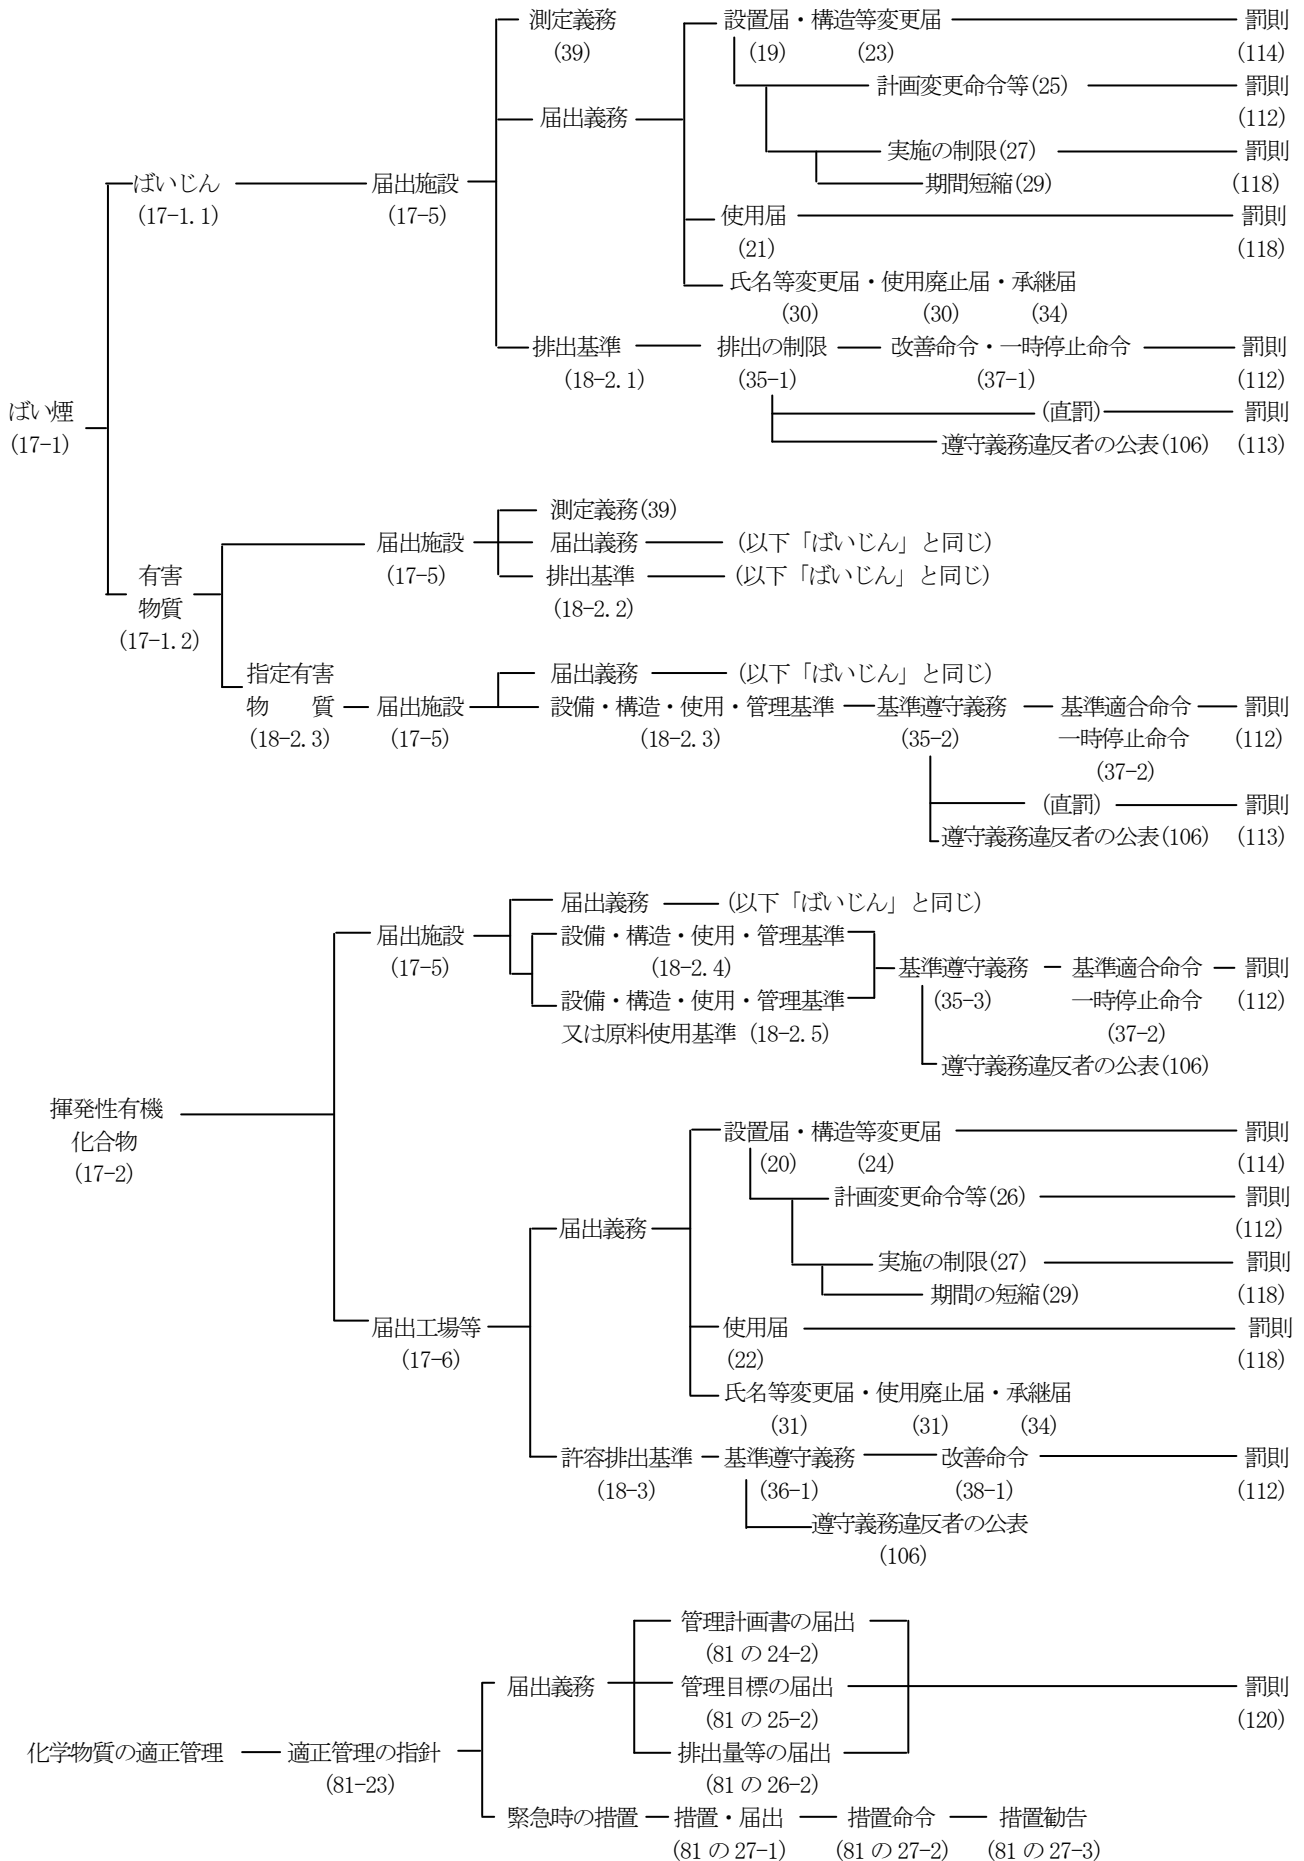 測定義務 設置届・構造等変更届 罰則
(39) (19) (23) (114)
計画変更命令等(25) 罰則
届出義務 (112)
実施の制限(27) 罰則
ばいじん 届出施設 期間短縮(29) (118)
(17-1.1) (17-5) 使用届 罰則
(21) (118)
氏名等変更届・使用廃止届・承継届
(30) (30) (34)
排出基準 排出の制限 改善命令・一時停止命令 罰則
(18-2.1) (35-1) (37-1) (112)
ばい煙 (直罰) 罰則
(17-1) 遵守義務違反者の公表(106) (113)
測定義務(39)
届出施設 届出義務 (以下「ばいじん」と同じ)
有害 (17-5) 排出基準 (以下「ばいじん」と同じ)
物質 (18-2.2)
(17-1.2)
指定有害 届出義務 (以下「ばいじん」と同じ)
物 質 届出施設 設備・構造・使用・管理基準 基準遵守義務 基準適合命令 罰則
(18-2.3) (17-5) (18-2.3) (35-2) 一時停止命令 (112)
(37-2)
(直罰) 罰則
遵守義務違反者の公表(106) (113)
届出義務 (以下「ばいじん」と同じ)
届出施設 設備・構造・使用・管理基準
(17-5) (18-2.4) 基準遵守義務 基準適合命令 罰則
設備・構造・使用・管理基準 (35-3) 一時停止命令 (112)
又は原料使用基準 (18-2.5) (37-2)
遵守義務違反者の公表(106)
揮発性有機
化合物 設置届・構造等変更届 罰則
(17-2) (20) (24) (114)
計画変更命令等(26) 罰則
届出義務 (112)
実施の制限(27) 罰則
期間の短縮(29) (118)
届出工場等 使用届 罰則
(17-6) (22) (118)
氏名等変更届・使用廃止届・承継届
(31) (31) (34)
許容排出基準 基準遵守義務 改善命令 罰則
(18-3) (36-1) (38-1) (112)
遵守義務違反者の公表
(106)
管理計画書の届出
(81 の 24-2)
届出義務 管理目標の届出 罰則
(81 の 25-2) (120)
化学物質の適正管理 適正管理の指針 排出量等の届出
(81-23) (81 の 26-2)
緊急時の措置 措置・届出 措置命令 措置勧告
(81 の 27-1) (81 の 27-2) (81 の 27-3)